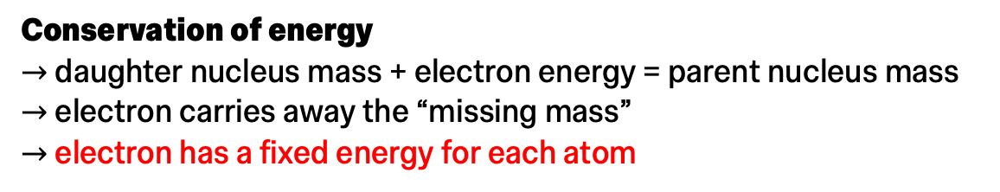 Conservation of energy
→ daughter nucleus mass + electron energy = parent nucleus mass
→ electron carries away the “missing mass”
→ electron has a fixed energy for each atom